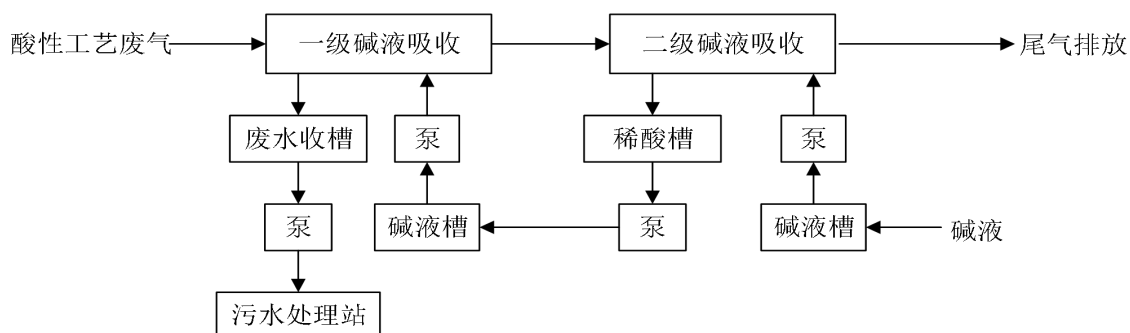 酸性工艺废气
一级碱液吸收
二级碱液吸收
尾气排放
废水收槽
泵
稀酸槽
泵
泵
碱液槽
泵
碱液槽
碱液
污水处理站